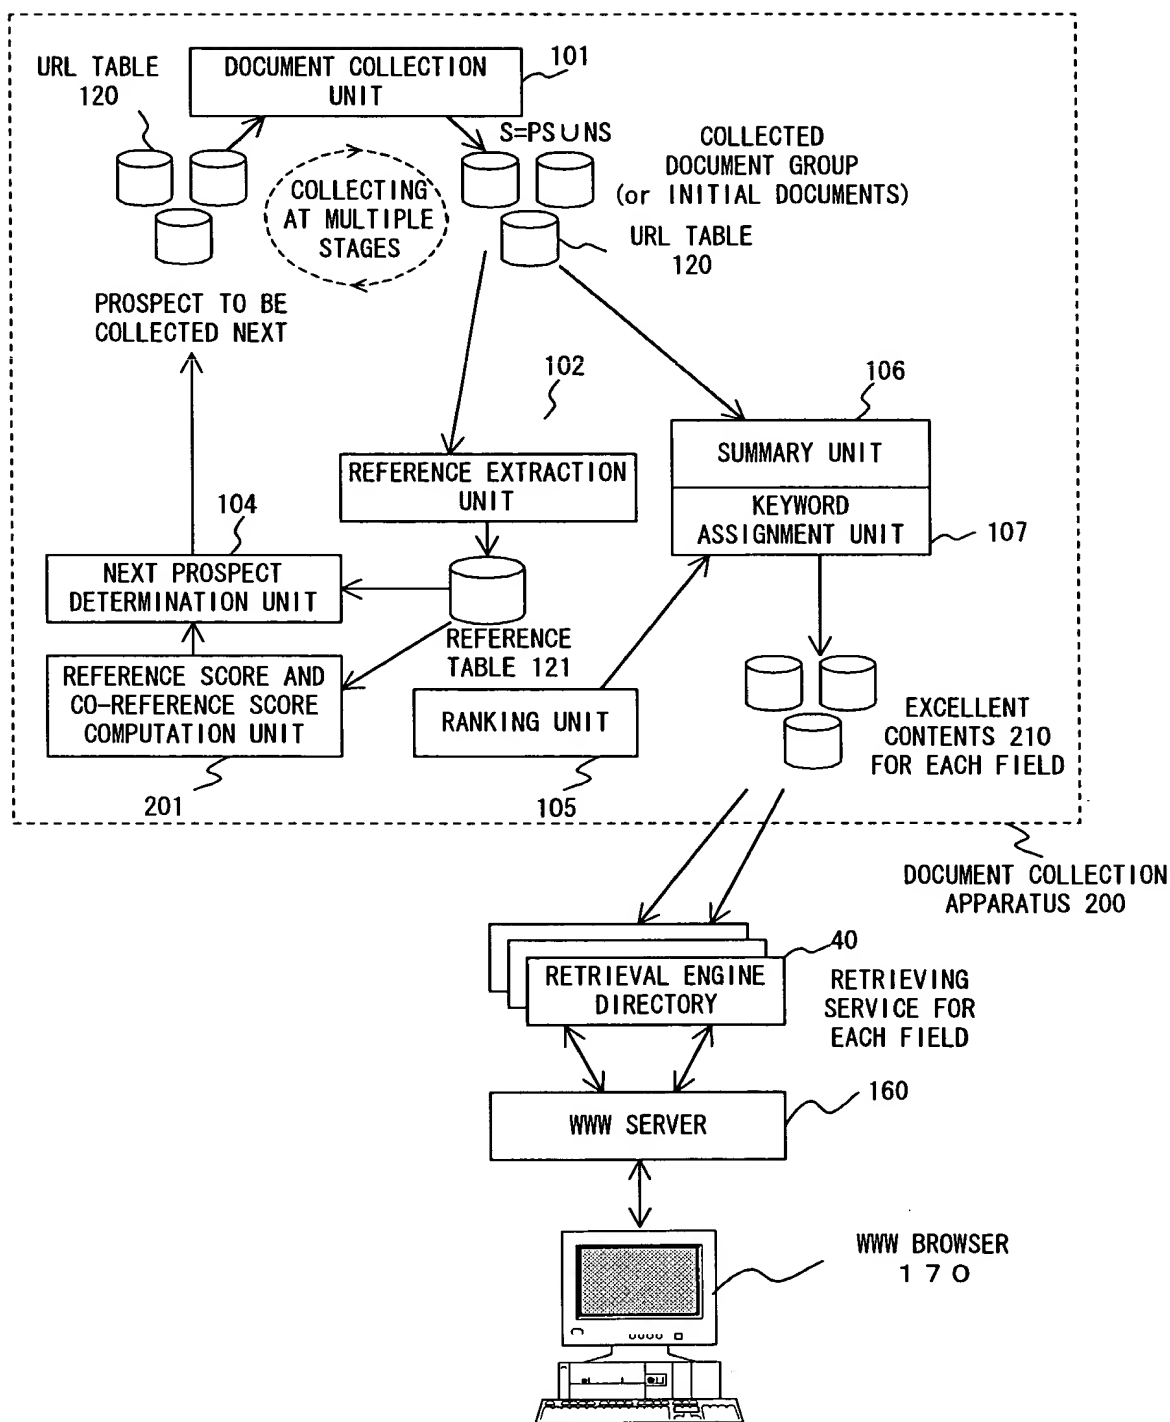 URL TABLE
120
DOCUMENT COLLECTION
UNIT
101
S=PS∪NS
COLLECTED
DOCUMENT GROUP
(or INITIAL DOCUMENTS)
URL TABLE
120
COLLECTING
AT MULTIPLE
STAGES
PROSPECT TO BE
COLLECTED NEXT
102
106
REFERENCE EXTRACTION
UNIT
SUMMARY UNIT
KEYWORD
ASSIGNMENT UNIT
107
104
NEXT PROSPECT
DETERMINATION UNIT
REFERENCE
TABLE 121
REFERENCE SCORE AND
CO-REFERENCE SCORE
COMPUTATION UNIT
201
RANKING UNIT
105
EXCELLENT
CONTENTS 210
FOR EACH FIELD
DOCUMENT COLLECTION
APPARATUS 200
RETRIEVAL ENGINE
DIRECTORY
40
RETRIEVING
SERVICE FOR
EACH FIELD
WWW SERVER
160
WWW BROWSER
170